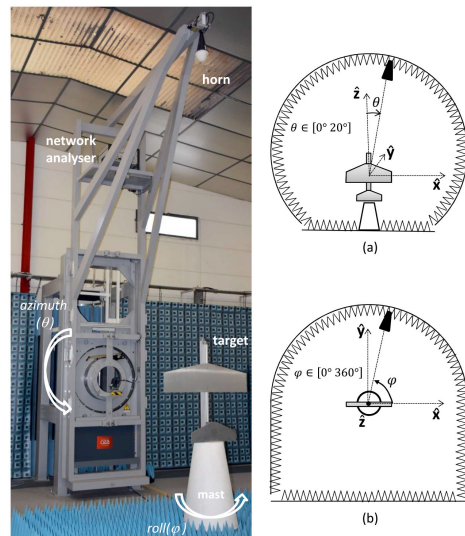 horn
network
analyser
azimuth
(θ)
target
mast
roll(φ)
ẑ
θ
θ ∈ [0° 20°]
ŷ
x̂
(a)
ŷ
φ ∈ [0° 360°]
φ
x̂
ẑ
(b)